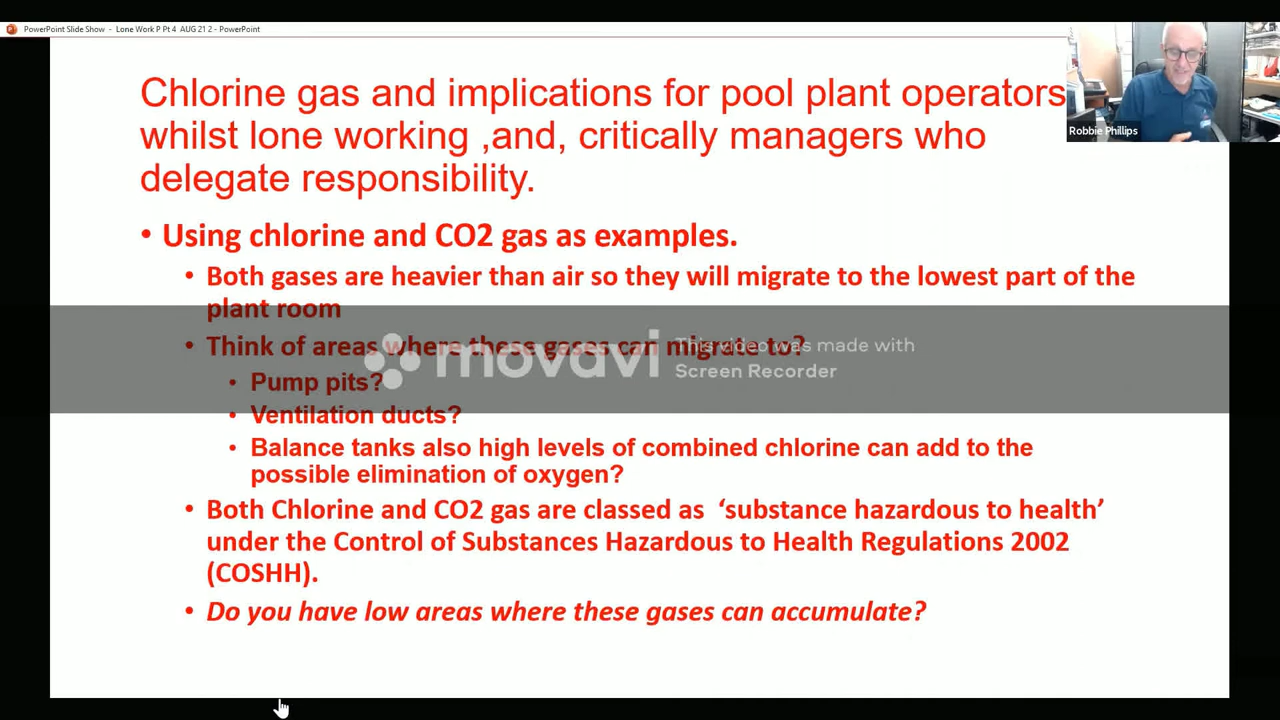 PowerPoint Slide Show - Lone Work P Pt 4 AUG 21 2 - PowerPoint
Chlorine gas and implications for pool plant operators
whilst lone working ,and, critically managers who
delegate responsibility.
Robbie Phillips
• Using chlorine and CO2 gas as examples.
• Both gases are heavier than air so they will migrate to the lowest part of the
plant room
• Think of areas where these gases can migrate to?
movavi
This video was made with
Screen Recorder
• Pump pits?
• Ventilation ducts?
• Balance tanks also high levels of combined chlorine can add to the
possible elimination of oxygen?
• Both Chlorine and CO2 gas are classed as ‘substance hazardous to health’
under the Control of Substances Hazardous to Health Regulations 2002
(COSHH).
• Do you have low areas where these gases can accumulate?